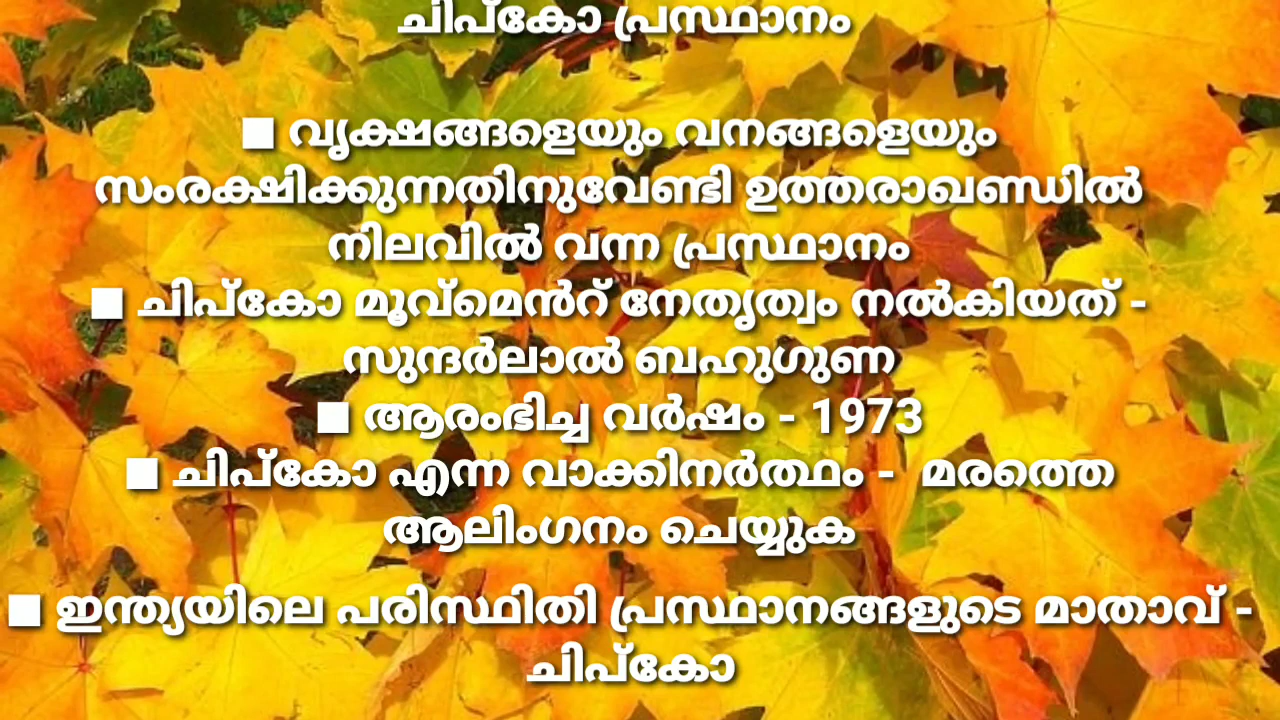 ചിപ്കോ പ്രസ്ഥാനം
■ വൃക്ഷങ്ങളെയും വനങ്ങളെയും
സംരക്ഷിക്കുന്നതിനുവേണ്ടി ഉത്തരാഖണ്ഡിൽ
നിലവിൽ വന്ന പ്രസ്ഥാനം
■ ചിപ്കോ മൂവ്മെൻറ് നേതൃത്വം നൽകിയത് -
സുന്ദർലാൽ ബഹുഗുണ
■ ആരംഭിച്ച വർഷം - 1973
■ ചിപ്കോ എന്ന വാക്കിനർത്ഥം - മരത്തെ
ആലിംഗനം ചെയ്യുക
■ ഇന്ത്യയിലെ പരിസ്ഥിതി പ്രസ്ഥാനങ്ങളുടെ മാതാവ് -
ചിപ്കോ